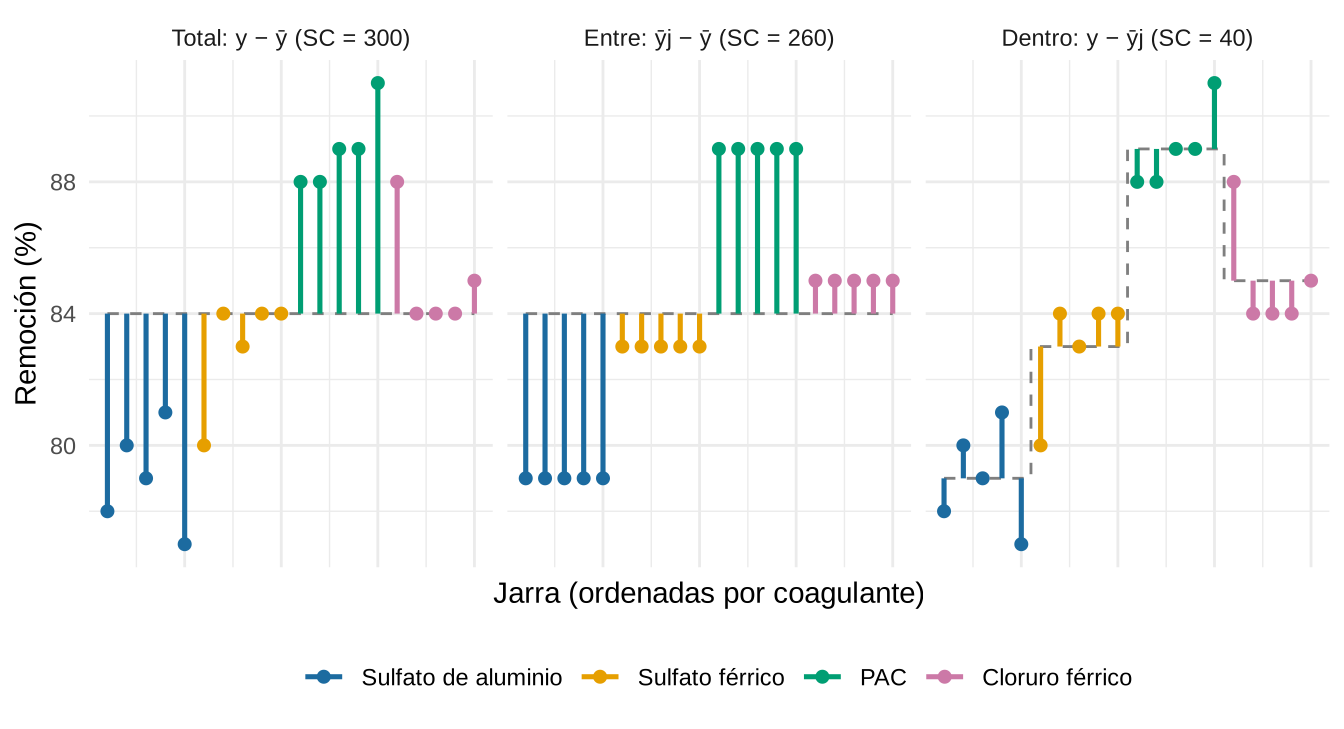 Total: y − ȳ (SC = 300)
Entre: ȳj − ȳ (SC = 260)
Dentro: y − ȳj (SC = 40)
88
84
80
Remoción (%)
Jarra (ordenadas por coagulante)
Sulfato de aluminio
Sulfato férrico
PAC
Cloruro férrico